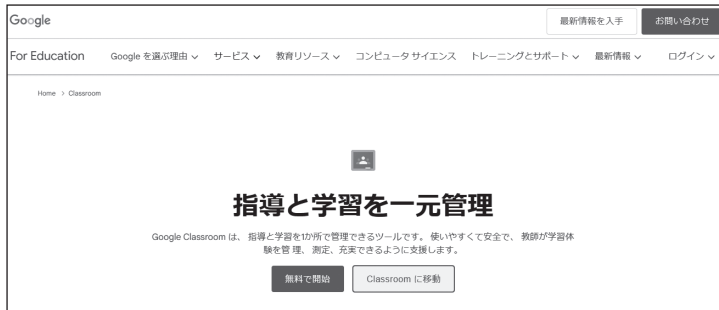 Google
最新情報を入手
お問い合わせ
For Education
Google を選ぶ理由
サービス
教育リソース
コンピュータ サイエンス
トレーニングとサポート
最新情報
ログイン
Home > Classroom
指導と学習を一元管理
Google Classroom は、 指導と学習を1か所で管理できるツールです。 使いやすくて安全で、 教師が学習体
験を管 理、 測定、充実できるように支援します。
無料で開始
Classroom に移動